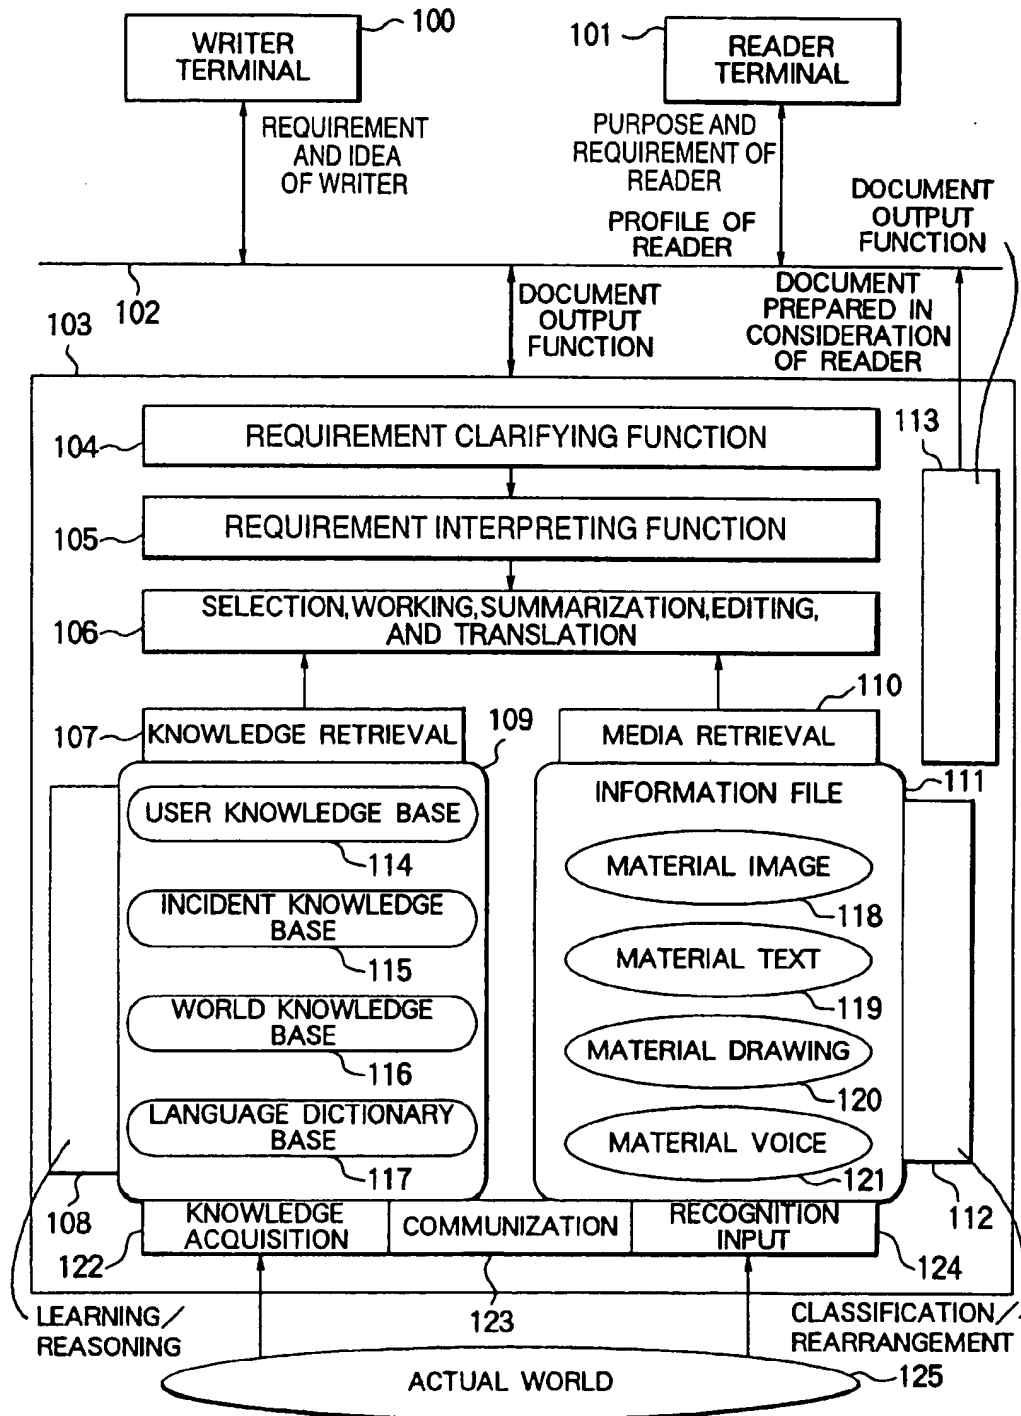 100
WRITER
TERMINAL
101
READER
TERMINAL
REQUIREMENT
AND IDEA
OF WRITER
PURPOSE AND
REQUIREMENT OF
READER
PROFILE OF
READER
DOCUMENT
OUTPUT
FUNCTION
102
103
DOCUMENT
OUTPUT
FUNCTION
DOCUMENT
PREPARED IN
CONSIDERATION
OF READER
113
104
REQUIREMENT CLARIFYING FUNCTION
105
REQUIREMENT INTERPRETING FUNCTION
106
SELECTION, WORKING, SUMMARIZATION, EDITING,
AND TRANSLATION
107
KNOWLEDGE RETRIEVAL
109
110
MEDIA RETRIEVAL
111
USER KNOWLEDGE BASE
114
INCIDENT KNOWLEDGE
BASE
115
WORLD KNOWLEDGE
BASE
116
LANGUAGE DICTIONARY
BASE
117
INFORMATION FILE
MATERIAL IMAGE
118
MATERIAL TEXT
119
MATERIAL DRAWING
120
MATERIAL VOICE
121
108
112
122
KNOWLEDGE
ACQUISITION
COMMUNIZATION
RECOGNITION
INPUT
124
123
LEARNING/
REASONING
CLASSIFICATION/
REARRANGEMENT
ACTUAL WORLD
125